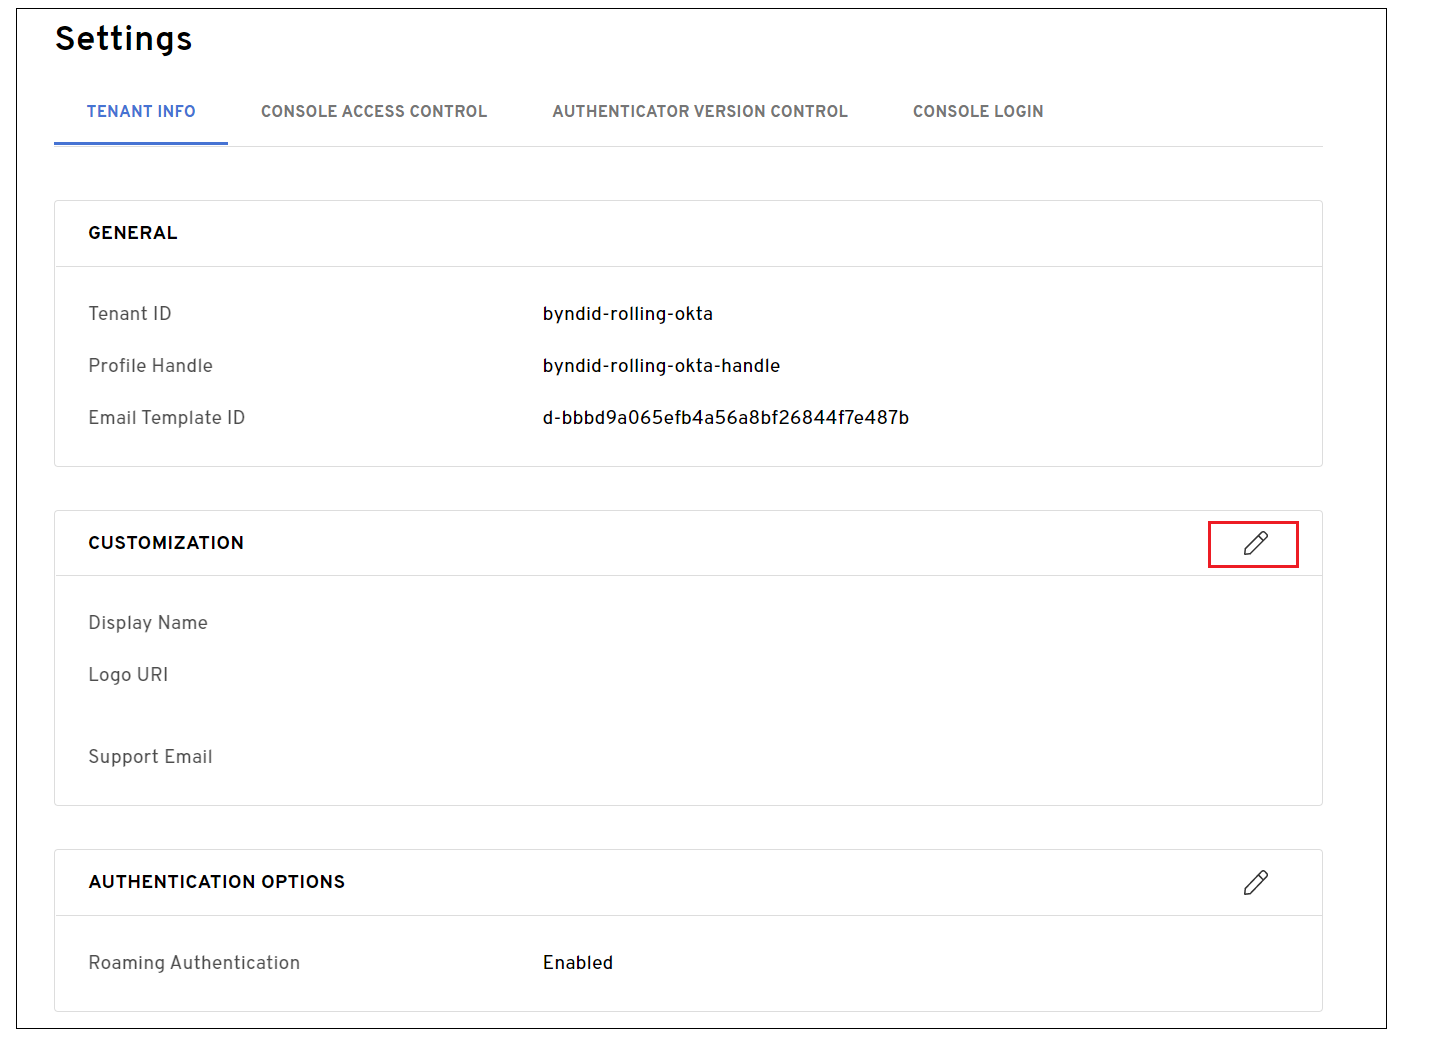 Settings
TENANT INFO CONSOLE ACCESS CONTROL AUTHENTICATOR VERSION CONTROL CONSOLE LOGIN
GENERAL
Tenant ID byndid-rolling-okta
Profile Handle byndid-rolling-okta-handle
Email Template ID d-bbbd9a065efb4a56a8bf26844f7e487b
CUSTOMIZATION
Display Name
Logo URI
Support Email
AUTHENTICATION OPTIONS
Roaming Authentication Enabled